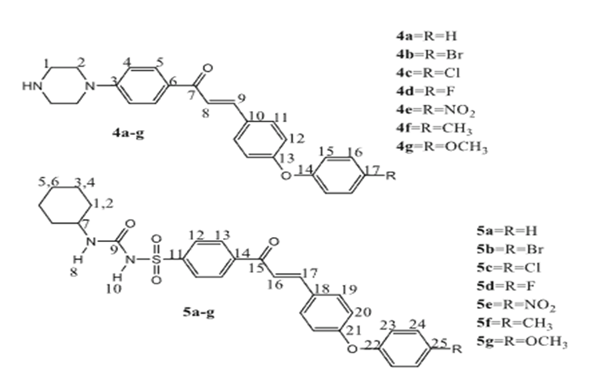 1 2 4 5 O
HN N 3 6 7 9
8 10 11
4a-g 12
13 15 16
O 14 17 R
4a=R=H
4b=R=Br
4c=R=Cl
4d=R=F
4e=R=NO₂
4f=R=CH₃
4g=R=OCH₃
5,6 3,4
1,2
7 O 12 13 O
N 9 O S O 11 14 15 17
H N 16 18 19
8 H
10 20
5a-g 21 23 24
O 22 25 R
5a=R=H
5b=R=Br
5c=R=Cl
5d=R=F
5e=R=NO₂
5f=R=CH₃
5g=R=OCH₃